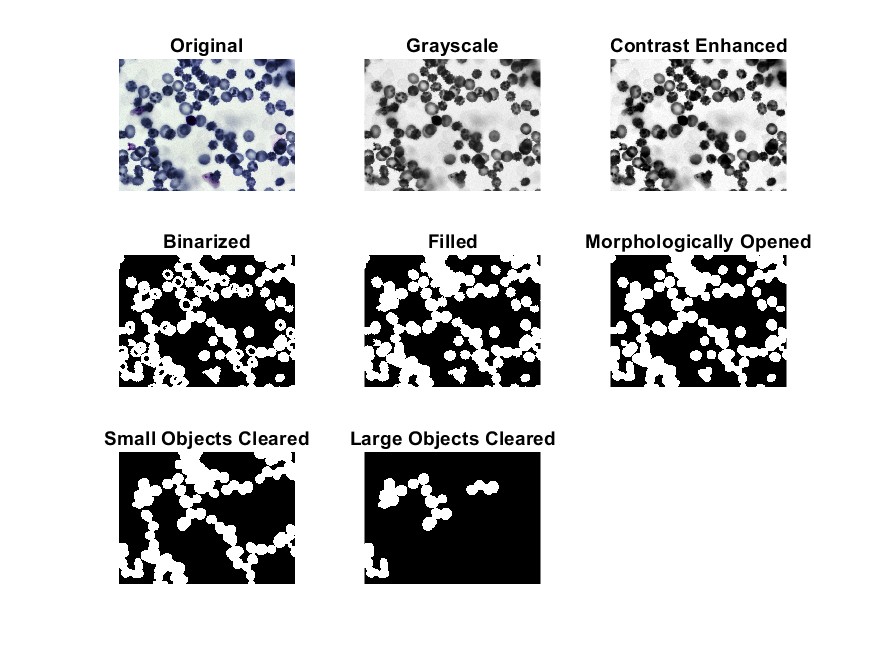 Original
Grayscale
Contrast Enhanced
Binarized
Filled
Morphologically Opened
Small Objects Cleared
Large Objects Cleared